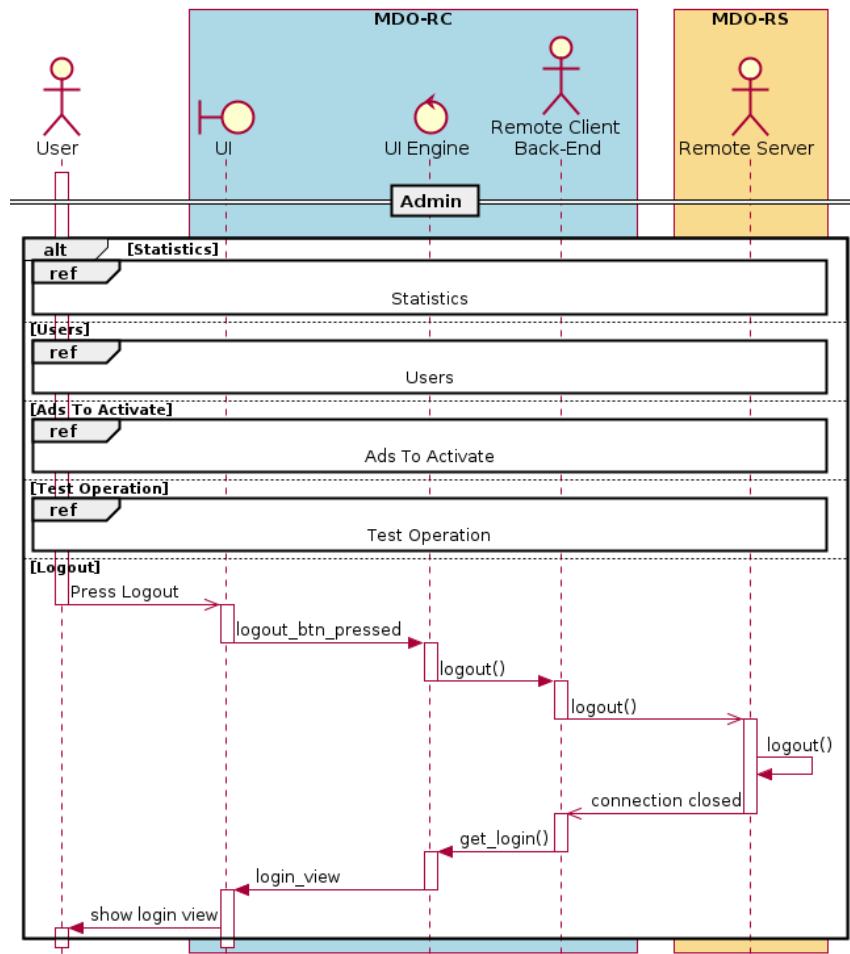 MDO-RC
MDO-RS
User
UI
UI Engine
Remote Client
Back-End
Remote Server
Admin
alt
[Statistics]
ref
Statistics
[Users]
ref
Users
[Ads To Activate]
ref
Ads To Activate
[Test Operation]
ref
Test Operation
[Logout]
Press Logout
logout_btn_pressed
logout()
logout()
logout()
connection closed
get_login()
login_view
show login view